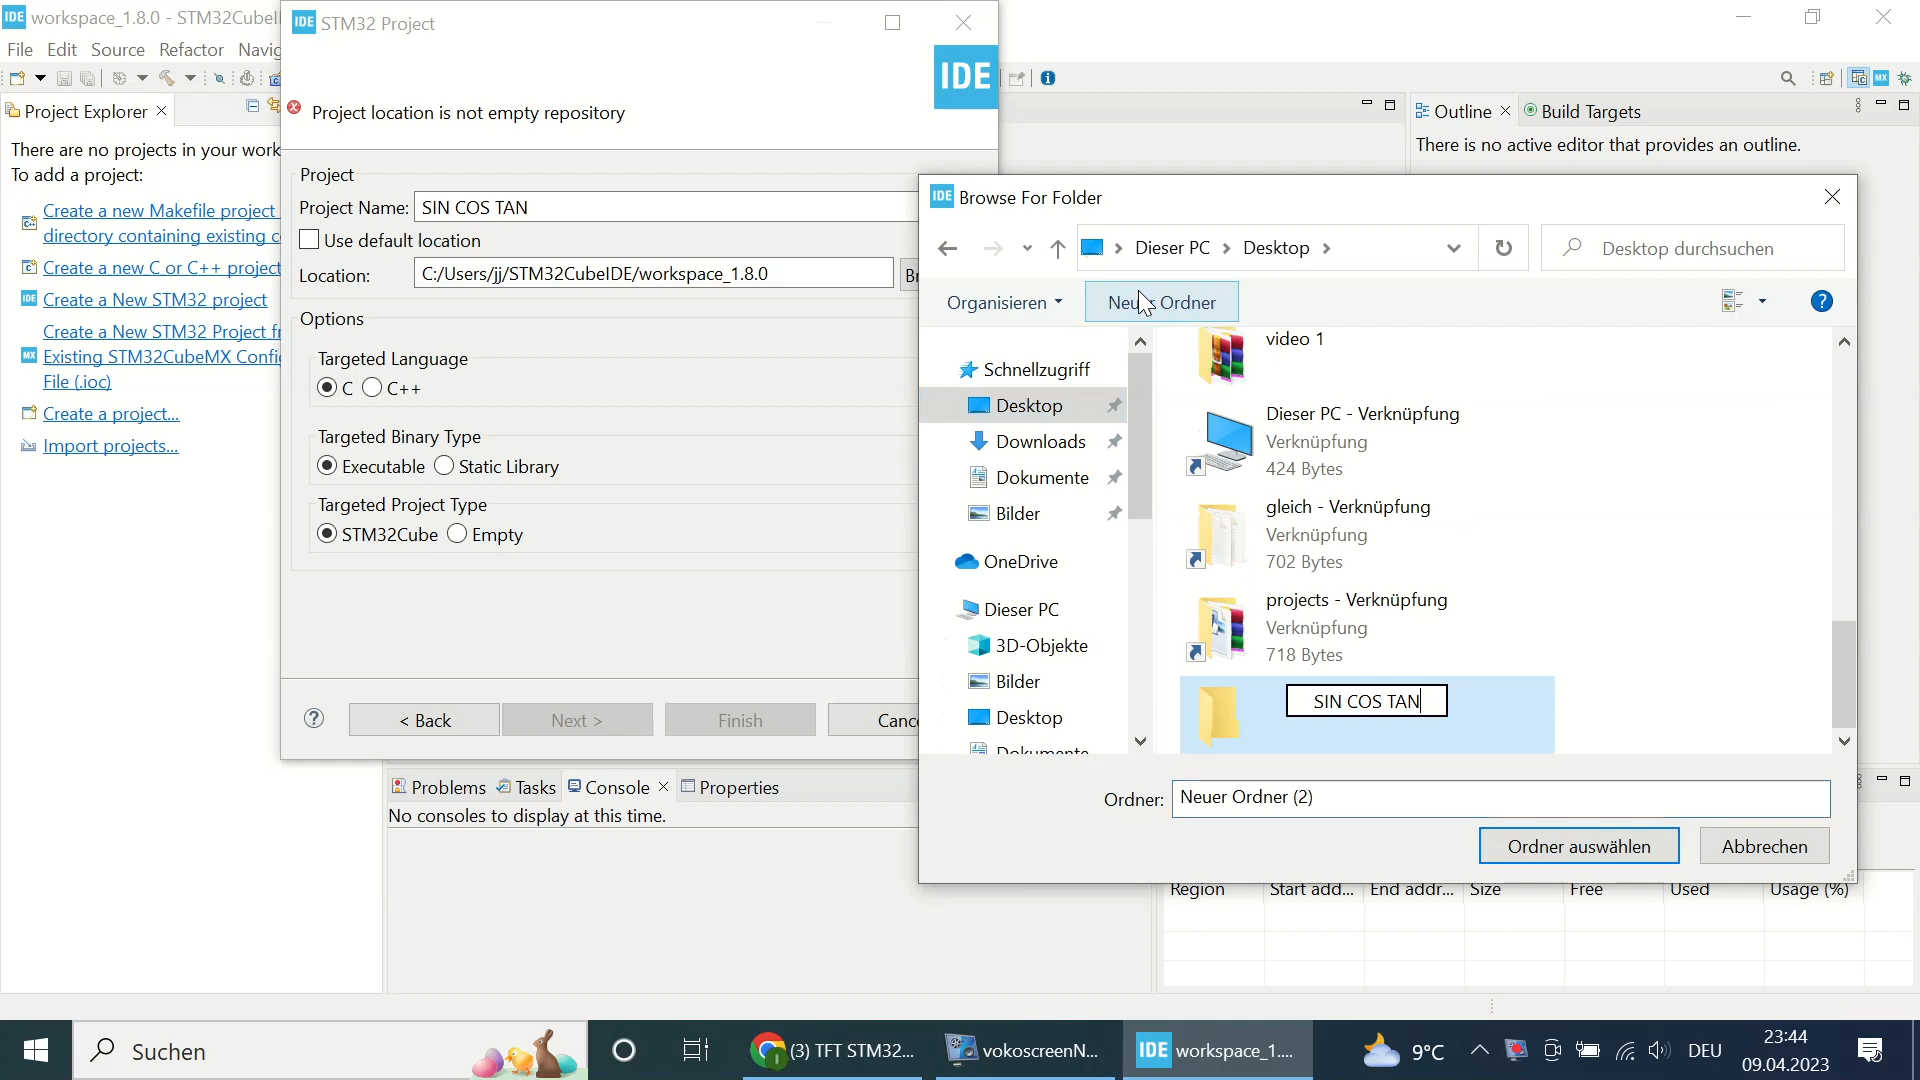 IDE workspace_1.8.0 - STM32CubeI
File Edit Source Refactor Navig
Project Explorer
There are no projects in your work
To add a project:
Create a new Makefile project
directory containing existing c
Create a new C or C++ project
IDE Create a New STM32 project
Create a New STM32 Project f
MX Existing STM32CubeMX Confi
File (.ioc)
Create a project...
Import projects...
IDE STM32 Project
IDE
Project location is not empty repository
Project
Project Name: SIN COS TAN
Use default location
Location: C:/Users/jj/STM32CubeIDE/workspace_1.8.0
Br
Options
Targeted Language
C C++
Targeted Binary Type
Executable Static Library
Targeted Project Type
STM32Cube Empty
? < Back Next > Finish Canc
MX
Outline Build Targets
There is no active editor that provides an outline.
IDE Browse For Folder
Dieser PC > Desktop >
Desktop durchsuchen
Organisieren Neu Ordner
?
Schnellzugriff
Desktop
Downloads
Dokumente
Bilder
OneDrive
Dieser PC
3D-Objekte
Bilder
Desktop
Dokumente
video 1
Dieser PC - Verknüpfung
Verknüpfung
424 Bytes
gleich - Verknüpfung
Verknüpfung
702 Bytes
projects - Verknüpfung
Verknüpfung
718 Bytes
SIN COS TAN
Ordner: Neuer Ordner (2)
Ordner auswählen Abbrechen
Problems Tasks Console Properties
No consoles to display at this time.
Region Start add... End addr... Size Free Used Usage (%)
Suchen
(3) TFT STM32...
vokoscreenN...
IDE workspace_1....
9°C
DEU
23:44
09.04.2023